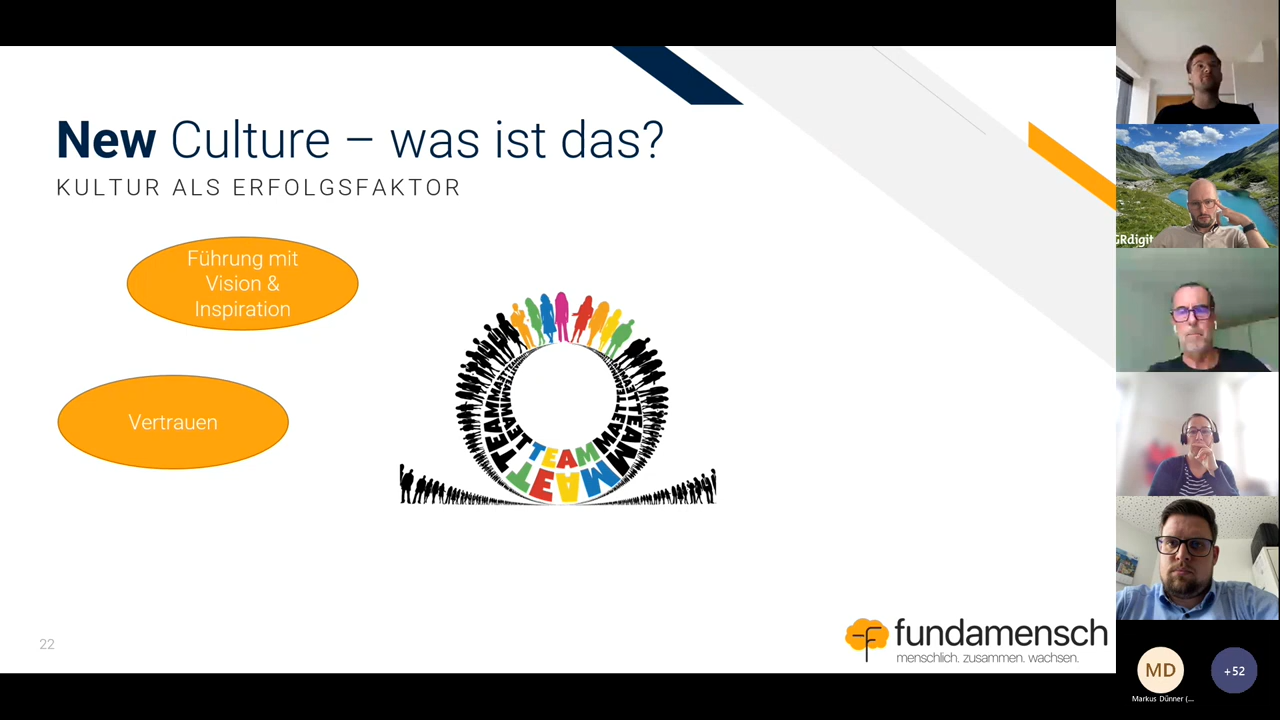 New Culture – was ist das?
KULTUR ALS ERFOLGSFAKTOR
Führung mit
Vision &
Inspiration
Vertrauen
TEAM
TEAM
22
fundamensch
menschlich. zusammen. wachsen.
GRdigit
MD
+52
Markus Dünner (...